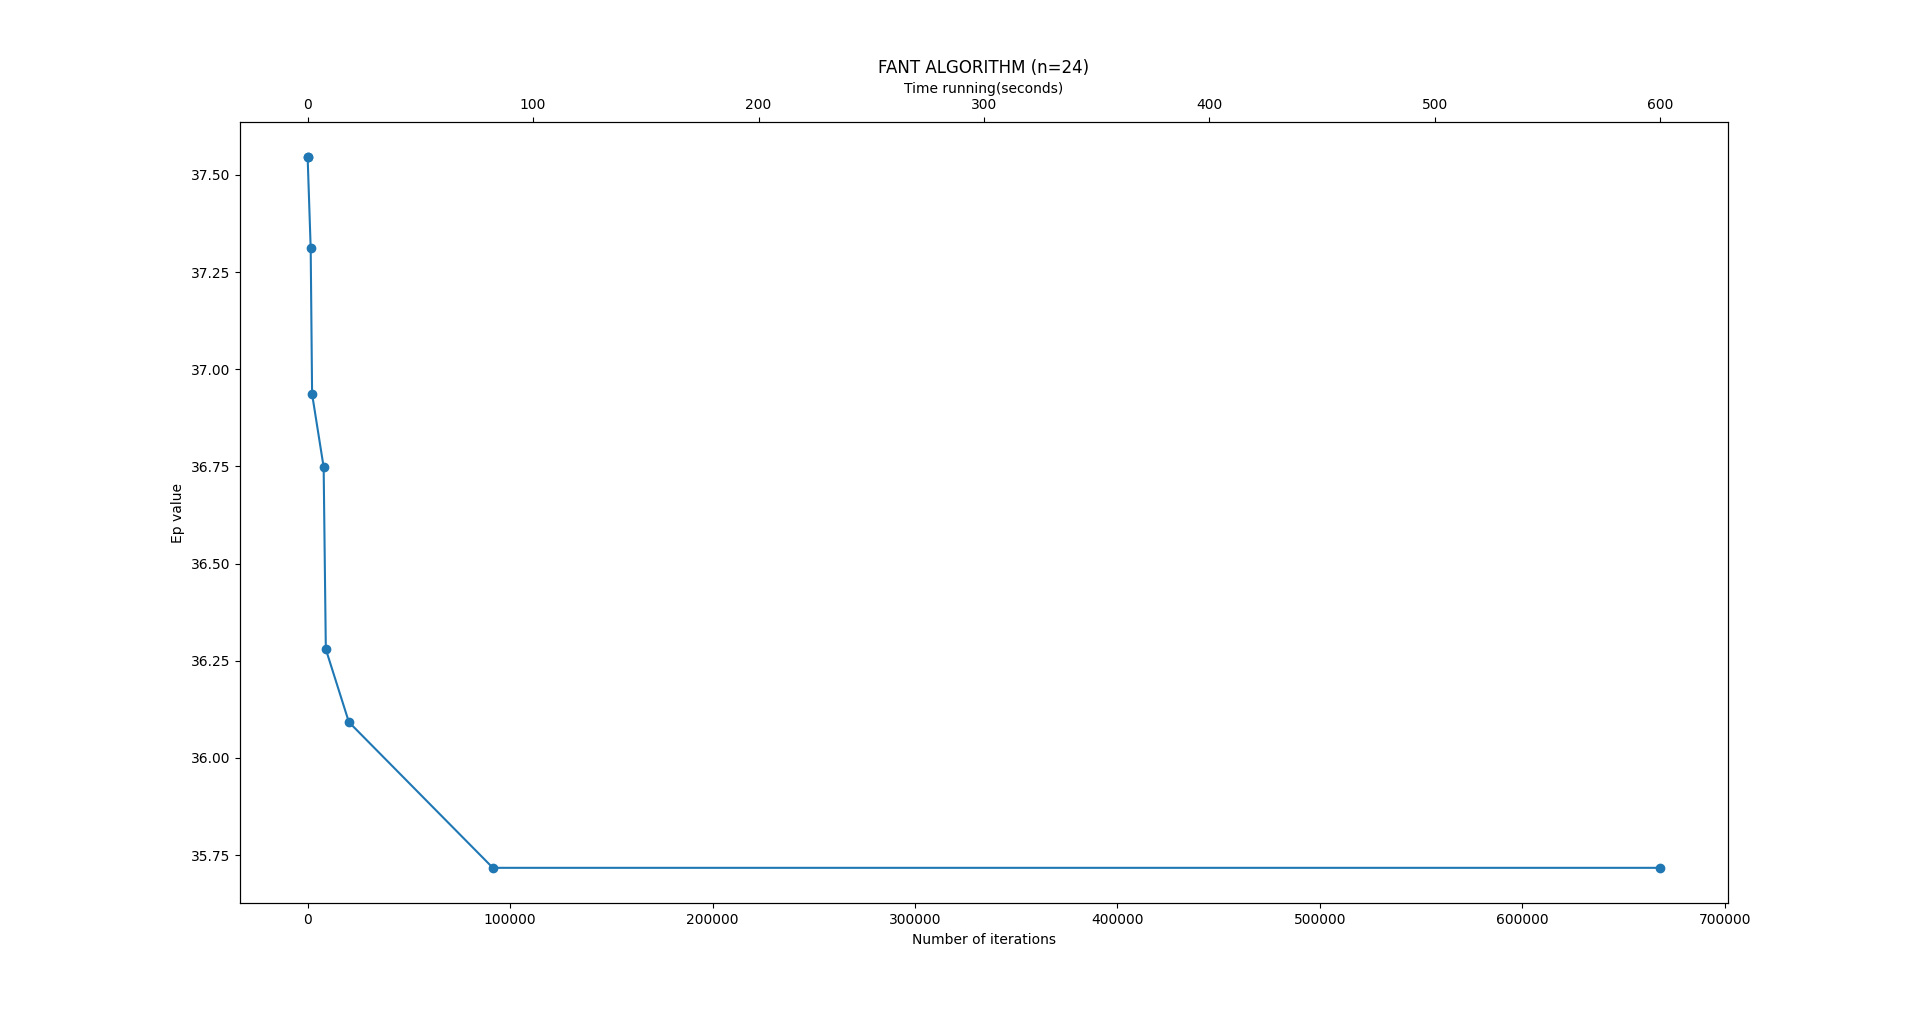 FANT ALGORITHM (n=24)
Time running(seconds)
0 100 200 300 400 500 600
37.50
37.25
37.00
36.75
36.50
36.25
36.00
35.75
Ep value
0 100000 200000 300000 400000 500000 600000 700000
Number of iterations